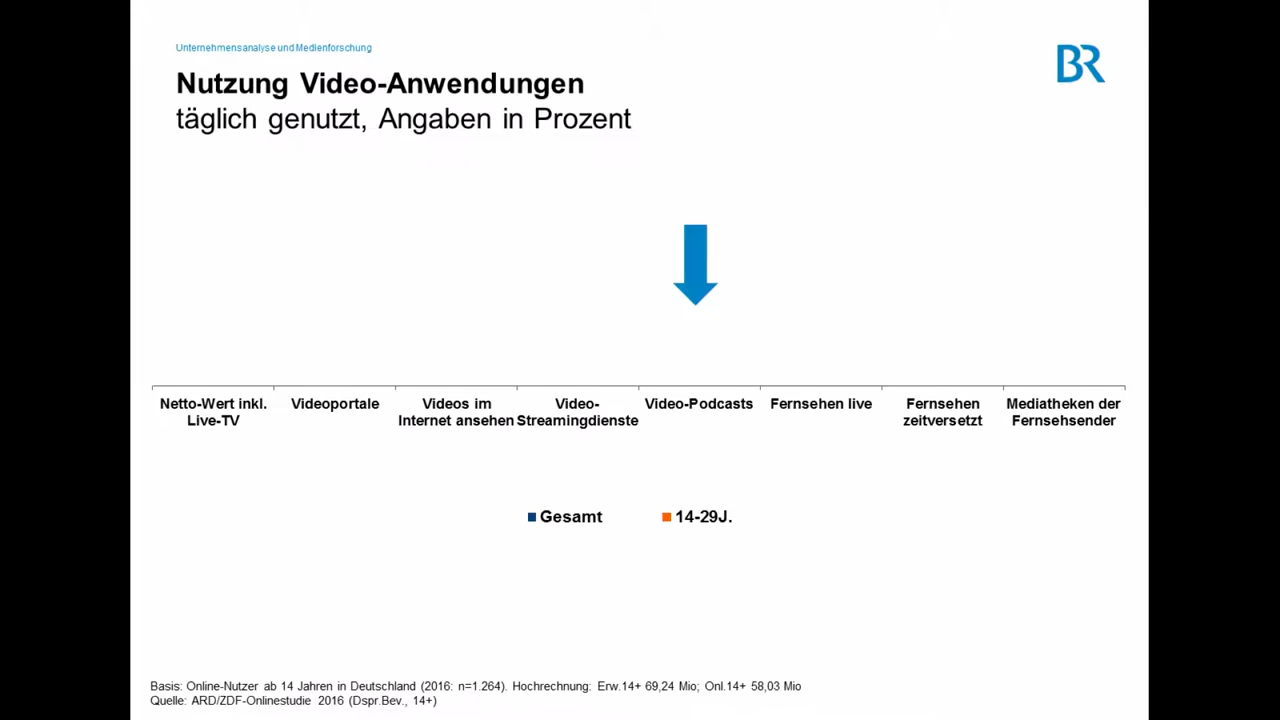 Unternehmensanalyse und Medienforschung
BR
Nutzung Video-Anwendungen
täglich genutzt, Angaben in Prozent
Netto-Wert inkl. Live-TV
Videoportale
Videos im Internet ansehen
Video-Streamingdienste
Video-Podcasts
Fernsehen live
Fernsehen zeitversetzt
Mediatheken der Fernsehsender
Gesamt
14-29J.
Basis: Online-Nutzer ab 14 Jahren in Deutschland (2016: n=1.264). Hochrechnung: Erw.14+ 69,24 Mio; Onl.14+ 58,03 Mio
Quelle: ARD/ZDF-Onlinestudie 2016 (Dspr.Bev., 14+)